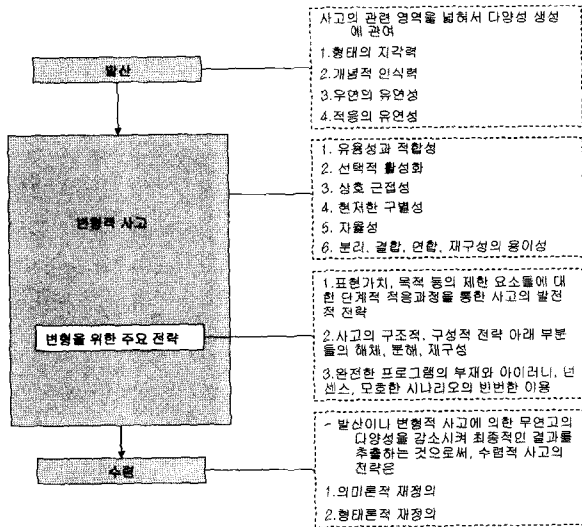 사고의 관련 영역을 넓혀서 다양성 생성
에 관여
1.형태의 지각력
2.개념적 인식력
3.우연의 유연성
4.적응의 유연성
발산
1. 유용성과 적합성
2. 선택적 활성화
3. 상호 근접성
4. 현저한 구별성
5. 자율성
6. 분리, 결합, 연합, 재구성의 용이성
변형적 사고
1.표현가치, 목적 등의 제한 요소들에 대
한 단계적 적응과정을 통한 사고의 발전
적 전략
2.사고의 구조적, 구성적 전략 아래 부분
들의 해체, 분해, 재구성
3.완전한 프로그램의 부재와 아이러니, 넌
센스, 모호한 시나리오의 빈번한 이용
변형을 위한 주요 전략
- 발산이나 변형적 사고에 의한 무연고의
다양성을 감소시켜 최종적인 결과를
추출하는 것으로써, 수렴적 사고의
전략은
1.의미론적 재정의
2.형태론적 재정의
수렴